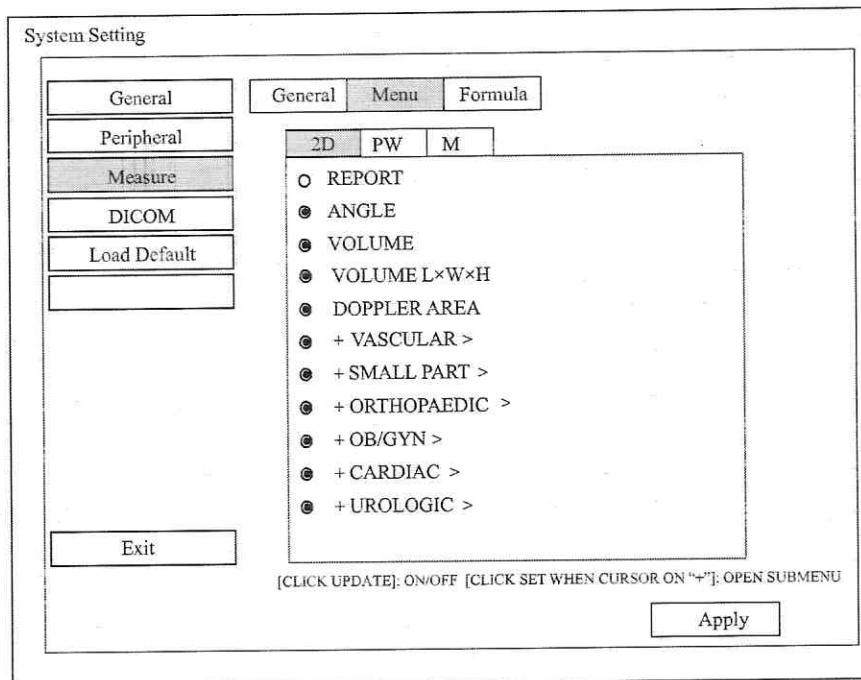 System Setting
General
Peripheral
Measure
DICOM
Load Default
Exit
General Menu Formula
2D PW M
REPORT
ANGLE
VOLUME
VOLUME L×W×H
DOPPLER AREA
+ VASCULAR >
+ SMALL PART >
+ ORTHOPAEDIC >
+ OB/GYN >
+ CARDIAC >
+ UROLOGIC >
[CLICK UPDATE]: ON/OFF [CLICK SET WHEN CURSOR ON “+”]: OPEN SUBMENU
Apply